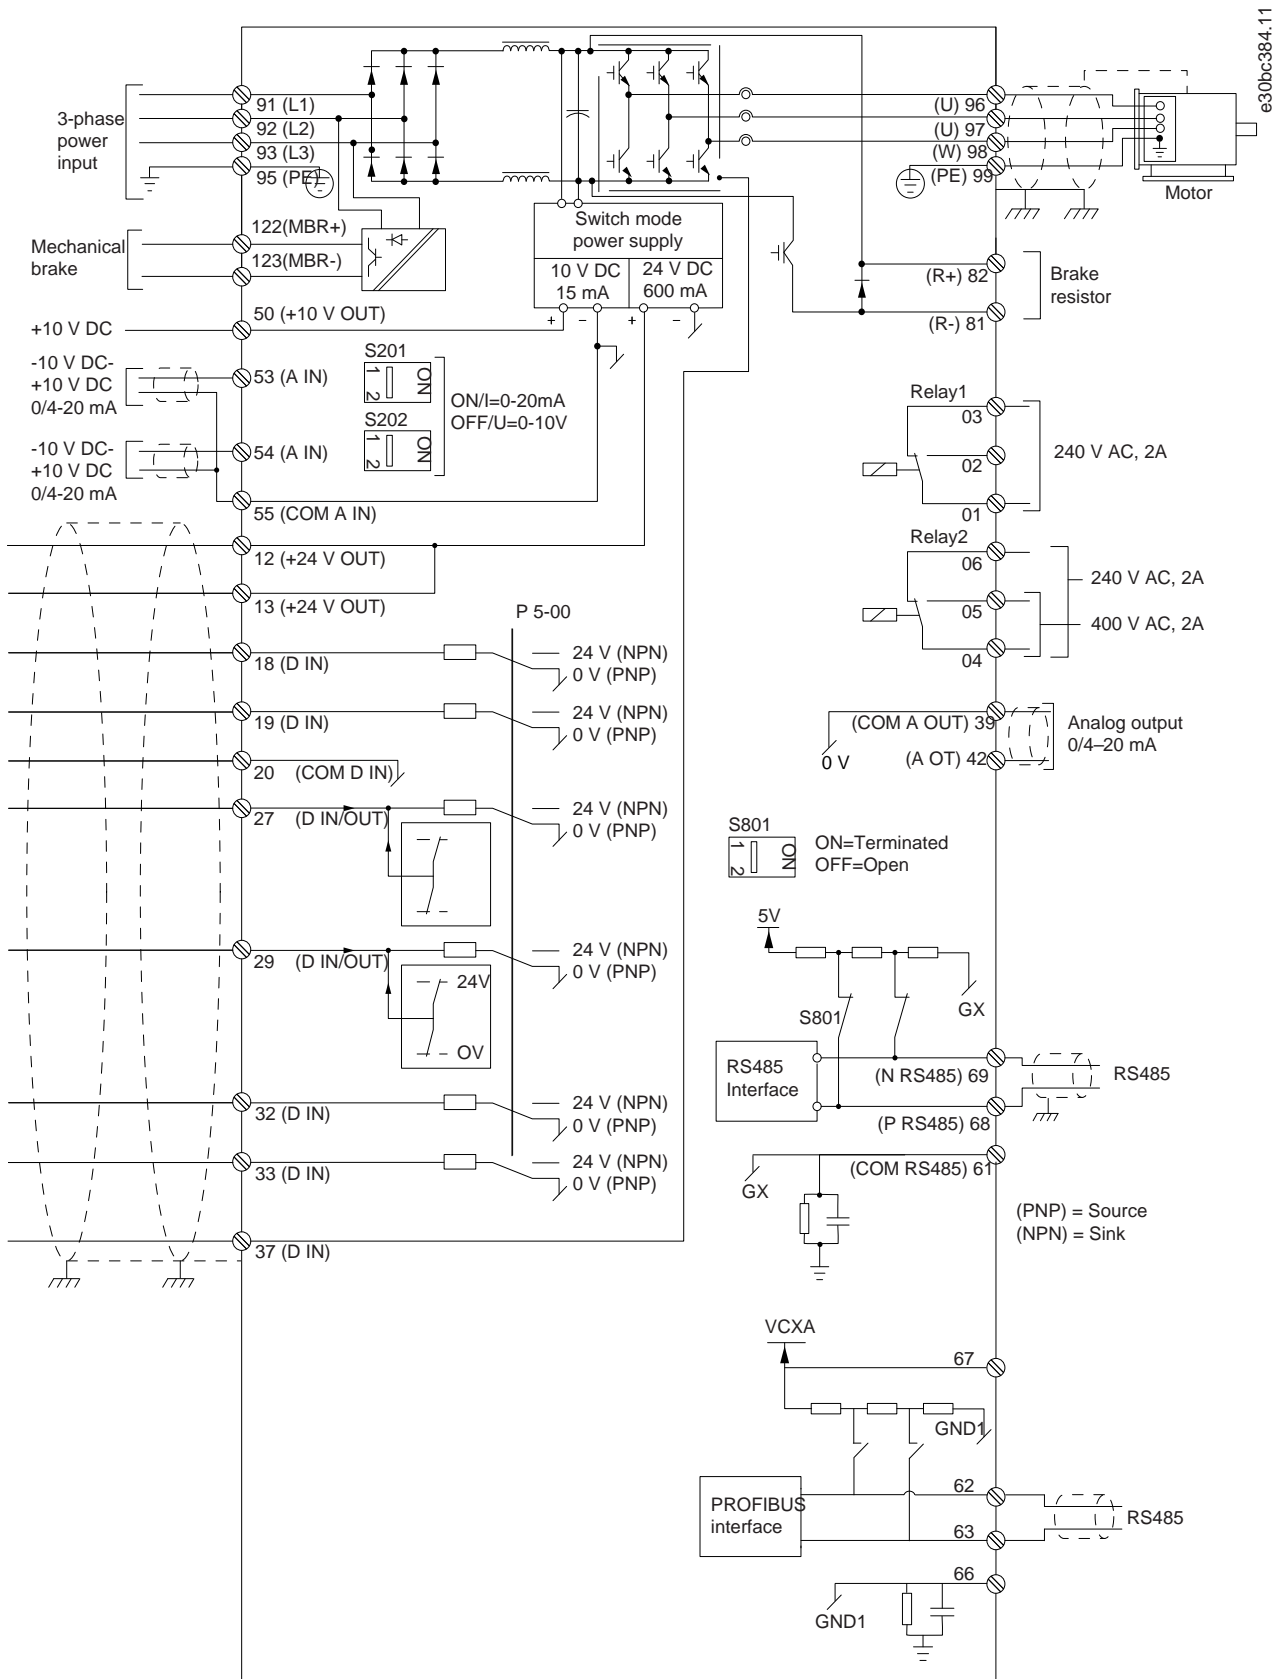 e30bc384.11
3-phase
power
input
91 (L1)
92 (L2)
93 (L3)
95 (PE)
(U) 96
(U) 97
(W) 98
(PE) 99
Motor
Mechanical
brake
122(MBR+)
123(MBR-)
Switch mode
power supply
10 V DC
15 mA
24 V DC
600 mA
+
−
+
−
(R+) 82
(R-) 81
Brake
resistor
+10 V DC
50 (+10 V OUT)
-10 V DC-
+10 V DC
0/4-20 mA
53 (A IN)
S201
1
2
ON
S202
1
2
ON
ON/I=0-20mA
OFF/U=0-10V
-10 V DC-
+10 V DC
0/4-20 mA
54 (A IN)
55 (COM A IN)
Relay1
03
02
01
240 V AC, 2A
Relay2
06
05
04
240 V AC, 2A
400 V AC, 2A
12 (+24 V OUT)
13 (+24 V OUT)
P 5-00
18 (D IN)
24 V (NPN)
0 V (PNP)
19 (D IN)
24 V (NPN)
0 V (PNP)
20 (COM D IN)
27 (D IN/OUT)
24 V (NPN)
0 V (PNP)
29 (D IN/OUT)
24 V (NPN)
0 V (PNP)
24V
OV
32 (D IN)
24 V (NPN)
0 V (PNP)
33 (D IN)
24 V (NPN)
0 V (PNP)
37 (D IN)
(COM A OUT) 39
0 V
(A OT) 42
Analog output
0/4–20 mA
S801
1
2
ON
ON=Terminated
OFF=Open
5V
GX
S801
RS485
Interface
(N RS485) 69
(P RS485) 68
RS485
(COM RS485) 61
GX
(PNP) = Source
(NPN) = Sink
VCXA
67
GND1
PROFIBUS
interface
62
63
RS485
66
GND1